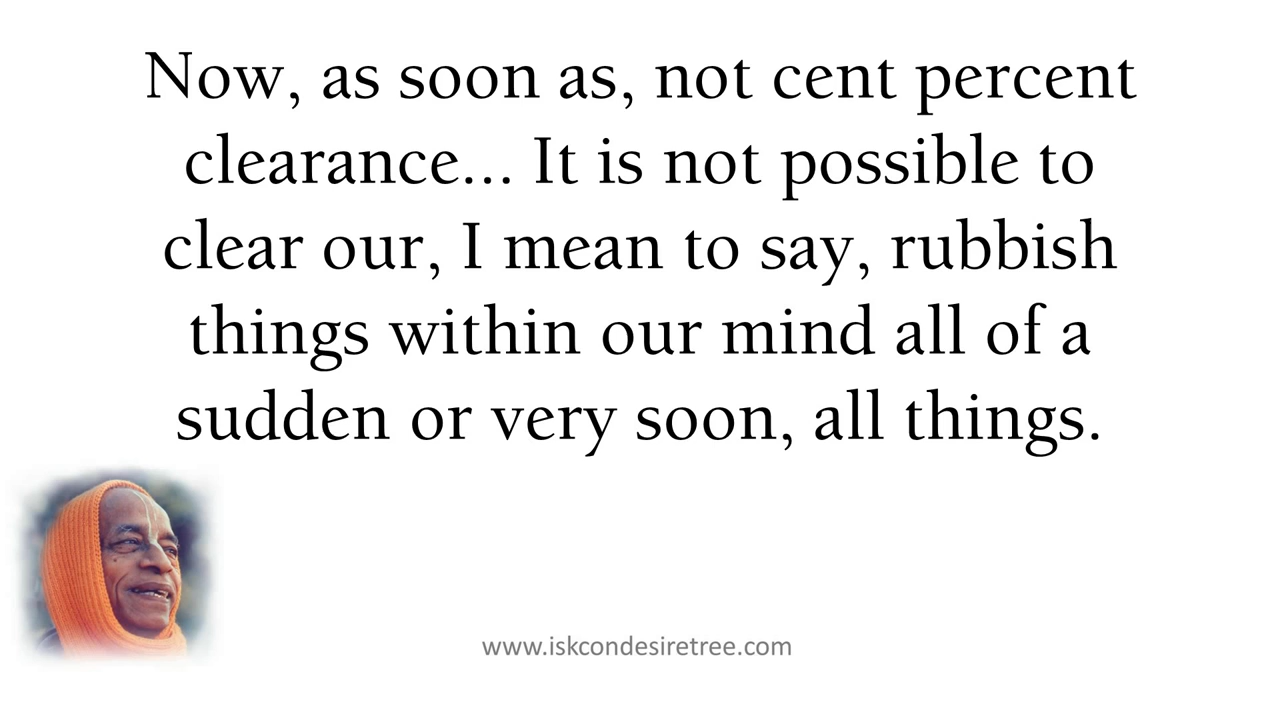 Now, as soon as, not cent percent
clearance... It is not possible to
clear our, I mean to say, rubbish
things within our mind all of a
sudden or very soon, all things.
www.iskcondesiretree.com